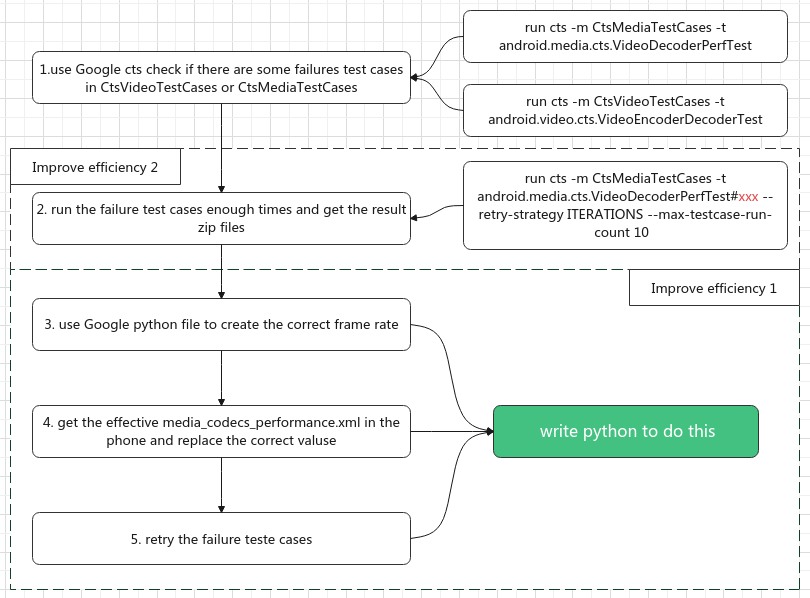 run cts -m CtsMediaTestCases -t
android.media.cts.VideoDecoderPerfTest
1.use Google cts check if there are some failures test cases
in CtsVideoTestCases or CtsMediaTestCases
run cts -m CtsVideoTestCases -t
android.video.cts.VideoEncoderDecoderTest
Improve efficiency 2
run cts -m CtsMediaTestCases -t
android.media.cts.VideoDecoderPerfTest#xxx --
retry-strategy ITERATIONS --max-testcase-run-
count 10
2. run the failure test cases enough times and get the result
zip files
Improve efficiency 1
3. use Google python file to create the correct frame rate
4. get the effective media_codecs_performance.xml in the
phone and replace the correct valuse
write python to do this
5. retry the failure teste cases